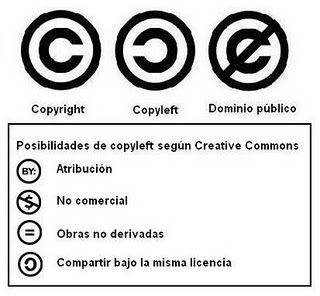 Copyright Copyleft Dominio público
Posibilidades de copyleft según Creative Commons
BY: Atribución
$ No comercial
= Obras no derivadas
Compartir bajo la misma licencia